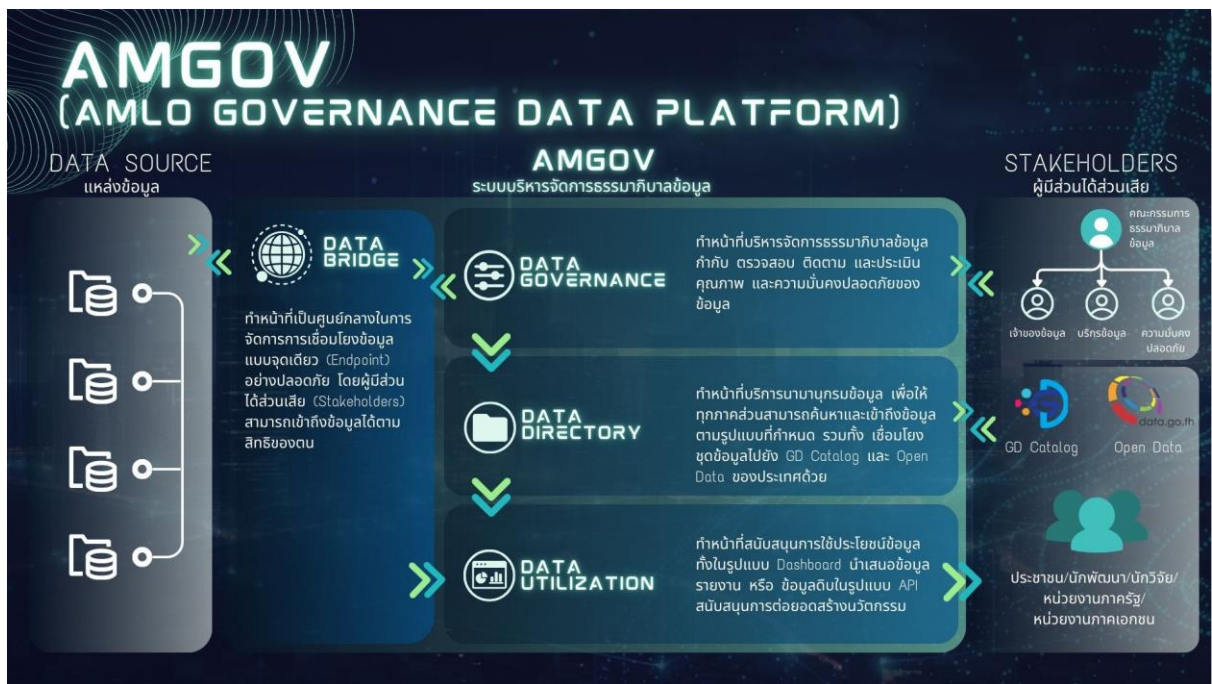 AMGOV
(AMLO GOVERNANCE DATA PLATFORM)
DATA SOURCE
แหล่งข้อมูล
AMGOV
ระบบบริหารจัดการธรรมาภิบาลข้อมูล
STAKEHOLDERS
ผู้มีส่วนได้ส่วนเสีย
DATA
BRIDGE
ทำหน้าที่เป็นศูนย์กลางในการ
จัดการการเชื่อมโยงข้อมูล
แบบจุดเดียว (Endpoint)
อย่างปลอดภัย โดยผู้มีส่วน
ได้ส่วนเสีย (Stakeholders)
สามารถเข้าถึงข้อมูลได้ตาม
สิทธิของตน
DATA
GOVERNANCE
ทำหน้าที่บริหารจัดการธรรมาภิบาลข้อมูล
กำกับ ตรวจสอบ ติดตาม และประเมิน
คุณภาพ และความมั่นคงปลอดภัยของ
ข้อมูล
DATA
DIRECTORY
ทำหน้าที่บริการนามานุกรมข้อมูล เพื่อให้
ทุกภาคส่วนสามารถค้นหาและเข้าถึงข้อมูล
ตามรูปแบบที่กำหนด รวมทั้ง เชื่อมโยง
ชุดข้อมูลไปยัง GD Catalog และ Open
Data ของประเทศด้วย
DATA
UTILIZATION
ทำหน้าที่สนับสนุนการใช้ประโยชน์ข้อมูล
ทั้งในรูปแบบ Dashboard นำเสนอข้อมูล
รายงาน หรือ ข้อมูลดิบในรูปแบบ API
สนับสนุนการต่อยอดสร้างนวัตกรรม
คณะกรรมการ
ธรรมาภิบาล
ข้อมูล
เจ้าของข้อมูล
บริกรข้อมูล
ความมั่นคง
ปลอดภัย
data.go.th
GD Catalog
Open Data
ประชาชน/นักพัฒนา/นักวิจัย/
หน่วยงานภาครัฐ/
หน่วยงานภาคเอกชน